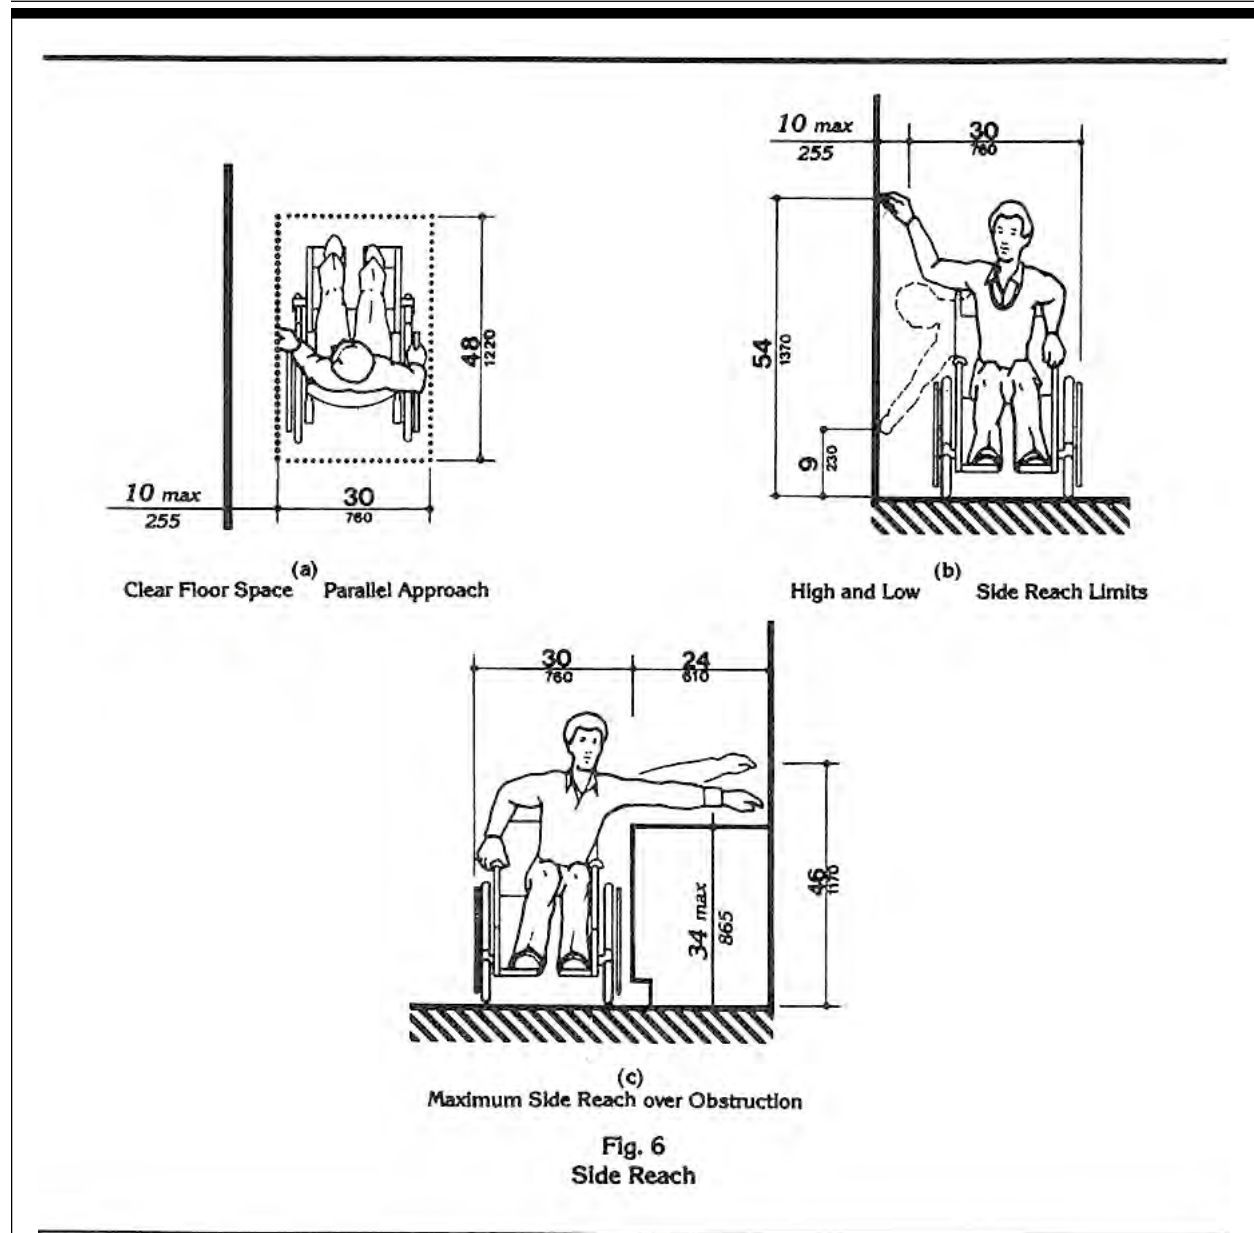 10 max
255
30
760
48
1220
(a)
Clear Floor Space Parallel Approach
10 max
255
30
760
54
1370
9
230
(b)
High and Low Side Reach Limits
30
760
24
610
34 max
865
46
1170
(c)
Maximum Side Reach over Obstruction
Fig. 6
Side Reach